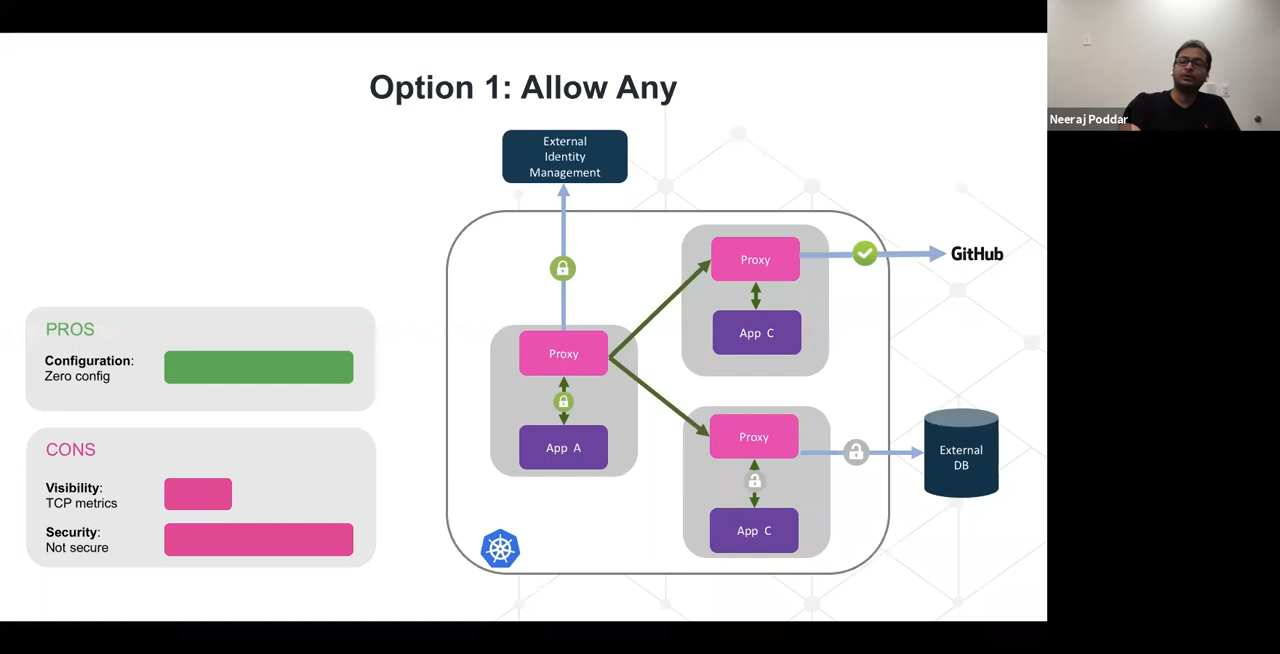 Option 1: Allow Any
Neeraj Poddar
External
Identity
Management
Proxy
GitHub
App C
PROS
Configuration:
Zero config
Proxy
App A
CONS
Visibility:
TCP metrics
Security:
Not secure
Proxy
External
DB
App C